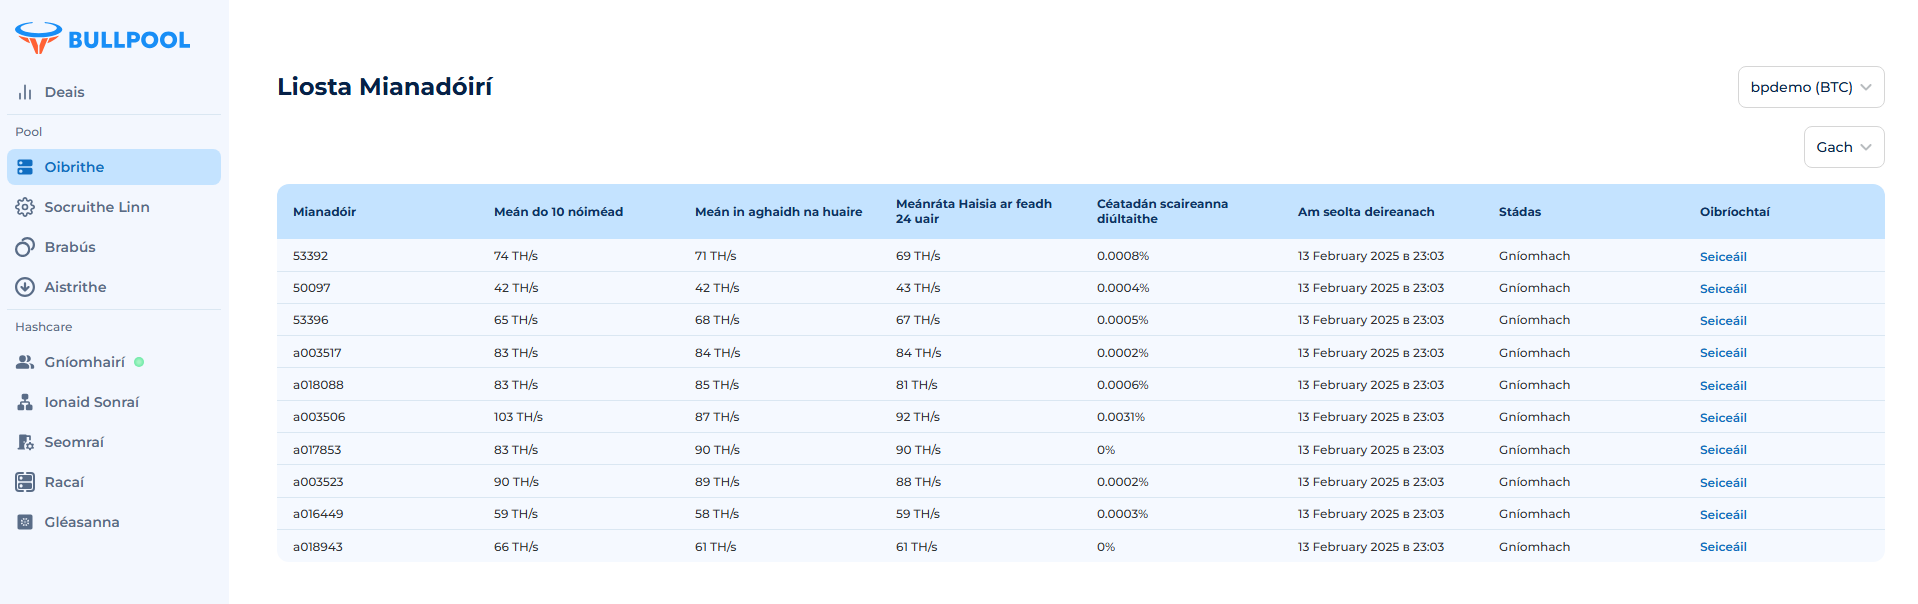 BULLPOOL
Deais
Pool
Oibrithe
Socruithe Linn
Brabús
Aistrithe
Hashcare
Gníomhairí
Ionaid Sonraí
Seomraí
Racaí
Gléasanna
Liosta Mianadóirí
bpdemo (BTC)
Gach
Mianadóir Meán do 10 nóiméad Meán in aghaidh na huaire Meánráta Haisia ar feadh 24 uair Céatadán scaireanna diúltaithe Am seolta deireanach Stádas Oibríochtaí
53392 74 TH/s 71 TH/s 69 TH/s 0.0008% 13 February 2025 в 23:03 Gníomhach Seiceáil
50097 42 TH/s 42 TH/s 43 TH/s 0.0004% 13 February 2025 в 23:03 Gníomhach Seiceáil
53396 65 TH/s 68 TH/s 67 TH/s 0.0005% 13 February 2025 в 23:03 Gníomhach Seiceáil
a003517 83 TH/s 84 TH/s 84 TH/s 0.0002% 13 February 2025 в 23:03 Gníomhach Seiceáil
a018088 83 TH/s 85 TH/s 81 TH/s 0.0006% 13 February 2025 в 23:03 Gníomhach Seiceáil
a003506 103 TH/s 87 TH/s 92 TH/s 0.0031% 13 February 2025 в 23:03 Gníomhach Seiceáil
a017853 83 TH/s 90 TH/s 90 TH/s 0% 13 February 2025 в 23:03 Gníomhach Seiceáil
a003523 90 TH/s 89 TH/s 88 TH/s 0.0002% 13 February 2025 в 23:03 Gníomhach Seiceáil
a016449 59 TH/s 58 TH/s 59 TH/s 0.0003% 13 February 2025 в 23:03 Gníomhach Seiceáil
a018943 66 TH/s 61 TH/s 61 TH/s 0% 13 February 2025 в 23:03 Gníomhach Seiceáil